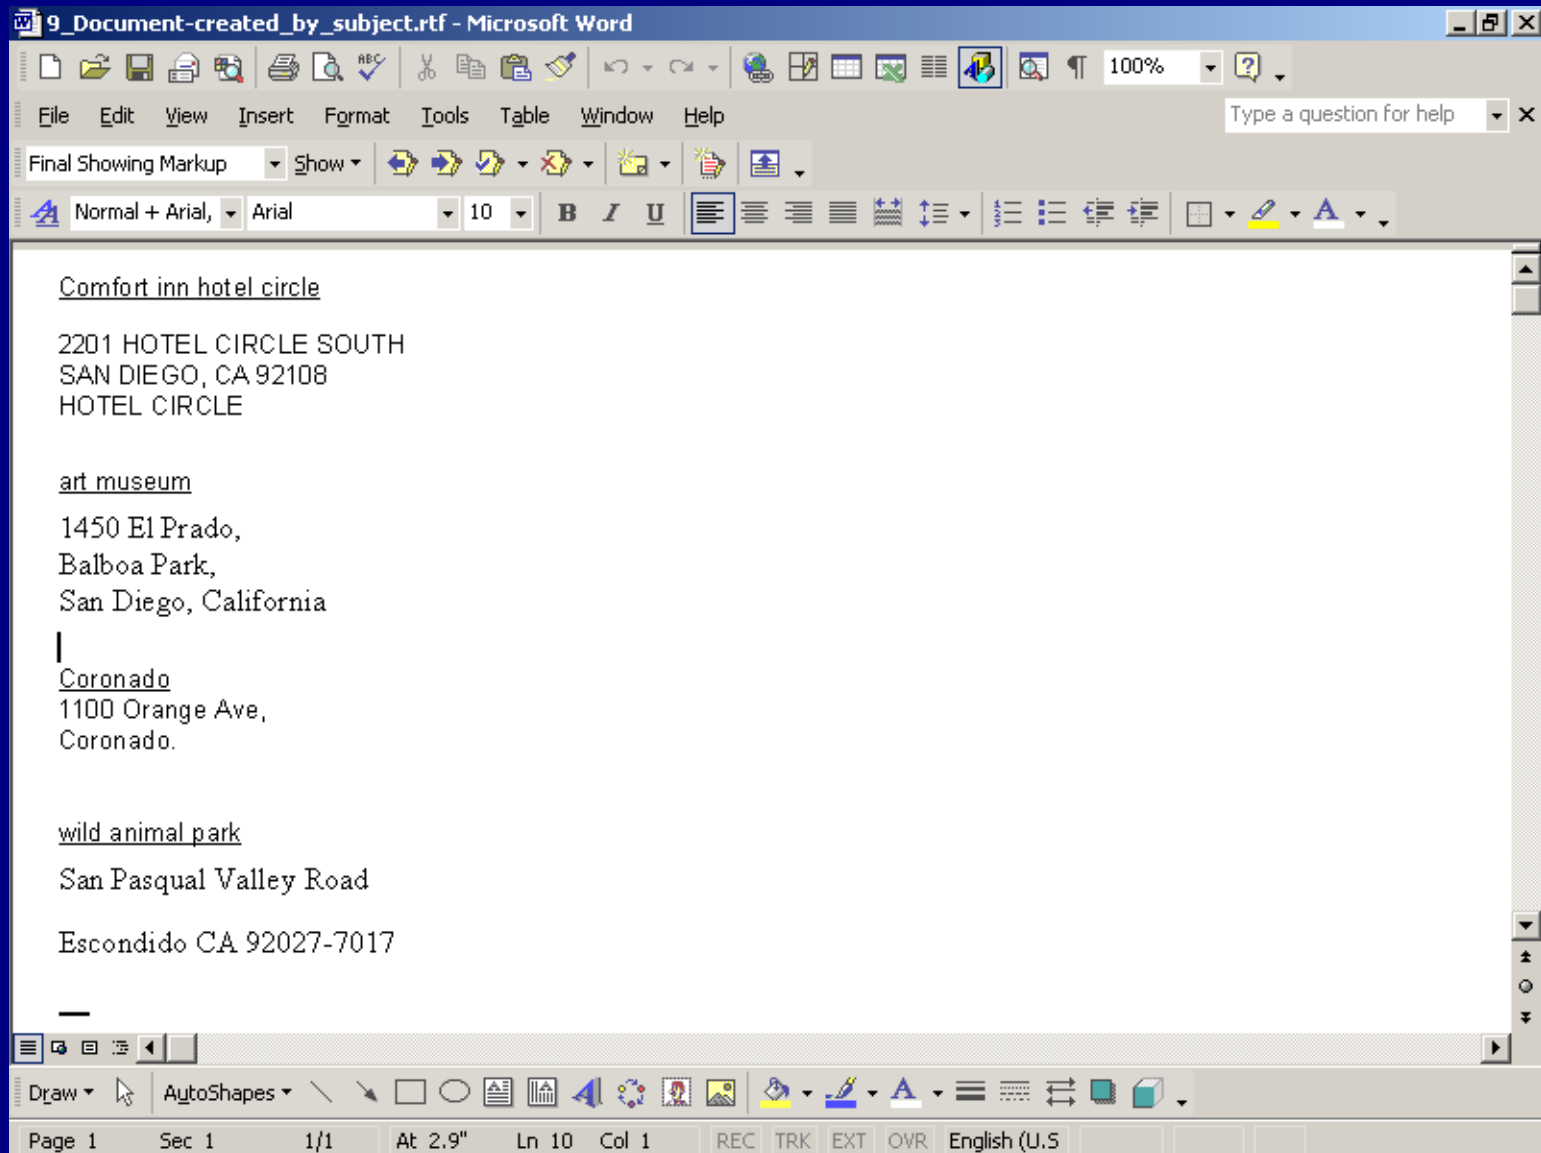 9_Document-created_by_subject.rtf - Microsoft Word
ABC
100%
File Edit View Insert Format Tools Table Window Help
Type a question for help
Final Showing Markup Show
Normal + Arial, Arial 10 B I U A
Comfort inn hotel circle
2201 HOTEL CIRCLE SOUTH
SAN DIEGO, CA 92108
HOTEL CIRCLE
art museum
1450 El Prado,
Balboa Park,
San Diego, California
Coronado
1100 Orange Ave,
Coronado.
wild animal park
San Pasqual Valley Road
Escondido CA 92027-7017
Draw AutoShapes A
Page 1 Sec 1 1/1 At 2.9" Ln 10 Col 1 REC TRK EXT OVR English (U.S